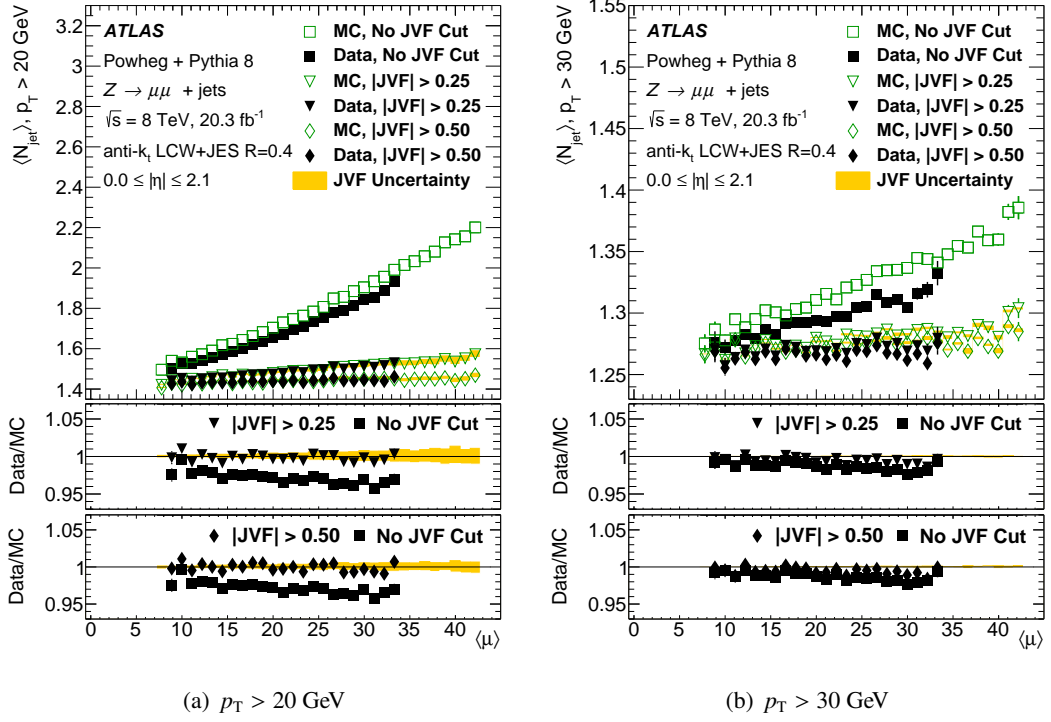 ⟨N_jet⟩, p_T > 20 GeV
3.2
3
2.8
2.6
2.4
2.2
2
1.8
1.6
1.4
ATLAS
Powheg + Pythia 8
Z → μμ + jets
√s = 8 TeV, 20.3 fb⁻¹
anti-k_t LCW+JES R=0.4
0.0 ≤ |η| ≤ 2.1
MC, No JVF Cut
Data, No JVF Cut
MC, |JVF| > 0.25
Data, |JVF| > 0.25
MC, |JVF| > 0.50
Data, |JVF| > 0.50
JVF Uncertainty
Data/MC
1.05
1
0.95
|JVF| > 0.25 No JVF Cut
Data/MC
1.05
1
0.95
|JVF| > 0.50 No JVF Cut
0 5 10 15 20 25 30 35 40
⟨μ⟩
(a) p_T > 20 GeV
⟨N_jet⟩, p_T > 30 GeV
1.55
1.5
1.45
1.4
1.35
1.3
1.25
ATLAS
Powheg + Pythia 8
Z → μμ + jets
√s = 8 TeV, 20.3 fb⁻¹
anti-k_t LCW+JES R=0.4
0.0 ≤ |η| ≤ 2.1
MC, No JVF Cut
Data, No JVF Cut
MC, |JVF| > 0.25
Data, |JVF| > 0.25
MC, |JVF| > 0.50
Data, |JVF| > 0.50
JVF Uncertainty
Data/MC
1.05
1
0.95
|JVF| > 0.25 No JVF Cut
Data/MC
1.05
1
0.95
|JVF| > 0.50 No JVF Cut
0 5 10 15 20 25 30 35 40
⟨μ⟩
(b) p_T > 30 GeV